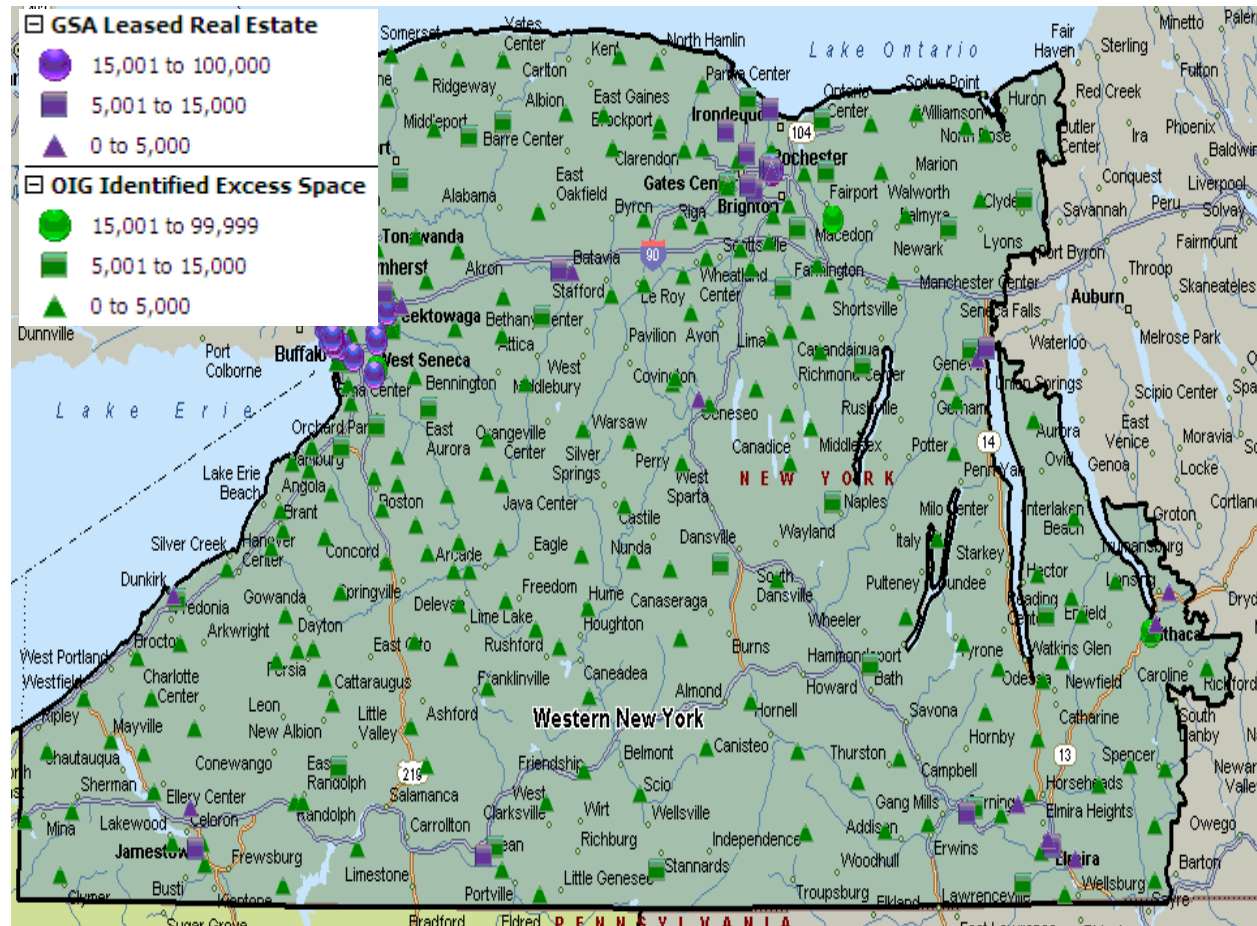 GSA Leased Real Estate
15,001 to 100,000
5,001 to 15,000
0 to 5,000
OIG Identified Excess Space
15,001 to 99,999
5,001 to 15,000
0 to 5,000
Somerset
Yates
Center
Kent
North Hamlin
Lake Ontario
Fair
Haven
Minetto
Sterling
Fulton
Ridgeway
Carlton
Parma Center
Sodus Point
Huron
Red Creek
Albion
East Gaines
Ontario
Center
Williamson
Middleport
Barre Center
Brockport
104
North Rose
Butler
Center
Ira
Phoenix
Clarendon
Rochester
Marion
East
Oakfield
Alabama
Byron
Riga
Brighton
Fairport
Walworth
Conquest
Liverpool
Macedon
Palmyra
Clyde
Savannah
Peru
Solvay
Tonawanda
Scottsville
Newark
Lyons
Port Byron
Fairmount
Akron
Batavia
90
Wheatland
Center
Farmington
Manchester Center
Throop
Skaneateles
Stafford
Le Roy
Shortsville
Auburn
Dunnville
Bethany Center
Pavilion
Avon
Lima
Seneca Falls
Port
Colborne
Buffalo
West Seneca
Attica
Canandaigua
Waterloo
Melrose Park
West
Middlebury
Richmond Center
Union Springs
Scipio Center
Bennington
Covington
Geneseo
Rushville
Gorham
Lake Erie
Orchard Park
East
Aurora
Orangeville
Center
Warsaw
Canadice
Middlesex
Potter
Aurora
East
Venice
Moravia
14
Silver
Springs
Perry
West
Sparta
NEW YORK
Penn Yan
Ovid
Genoa
Locke
Lake Erie
Beach
Angola
Boston
Java Center
Naples
Milo Center
Interlaken
Beach
Groton
Brant
Castile
Wayland
Silver Creek
Hanover
Center
Concord
Arcade
Eagle
Nunda
Dansville
Italy
Starkey
Trumansburg
Dunkirk
Fredonia
Gowanda
Springville
Freedom
South
Dansville
Pulteney
Dundee
Hector
Lansing
Arkwright
Dayton
Lime Lake
Hume
Houghton
Canaseraga
Wheeler
Reading
Center
Enfield
Ithaca
West Portland
Westfield
Persia
Rushford
Burns
Hammondsport
Bath
Tyrone
Watkins Glen
Caroline
Charlotte
Center
Cattaraugus
Franklinville
Caneadea
Almond
Howard
Odessa
Newfield
Rickford
Ripley
Leon
Little
Valley
Ashford
Western New York
Hornell
Savona
Catharine
South
Danby
Mayville
New Albion
Chautauqua
Conewango
East
Randolph
219
Friendship
Belmont
Canisteo
Thurston
Hornby
13
Spencer
Sherman
Ellery Center
Salamanca
West
Clarksville
Scio
Campbell
Horseheads
Mina
Lakewood
Celoron
Randolph
Carrollton
Wirt
Wellsville
Gang Mills
Elmira Heights
Owego
Richburg
Independence
Addison
Jamestown
Frewsburg
Limestone
Little Genesee
Stannards
Woodhull
Erwins
Elmira
Barton
Clymer
Busti
Portville
Troupsburg
Lawrenceville
Wellsburg
Sayre
Sugar Grove
Bradford
Eldred
PENNSYLVANIA
Elkland